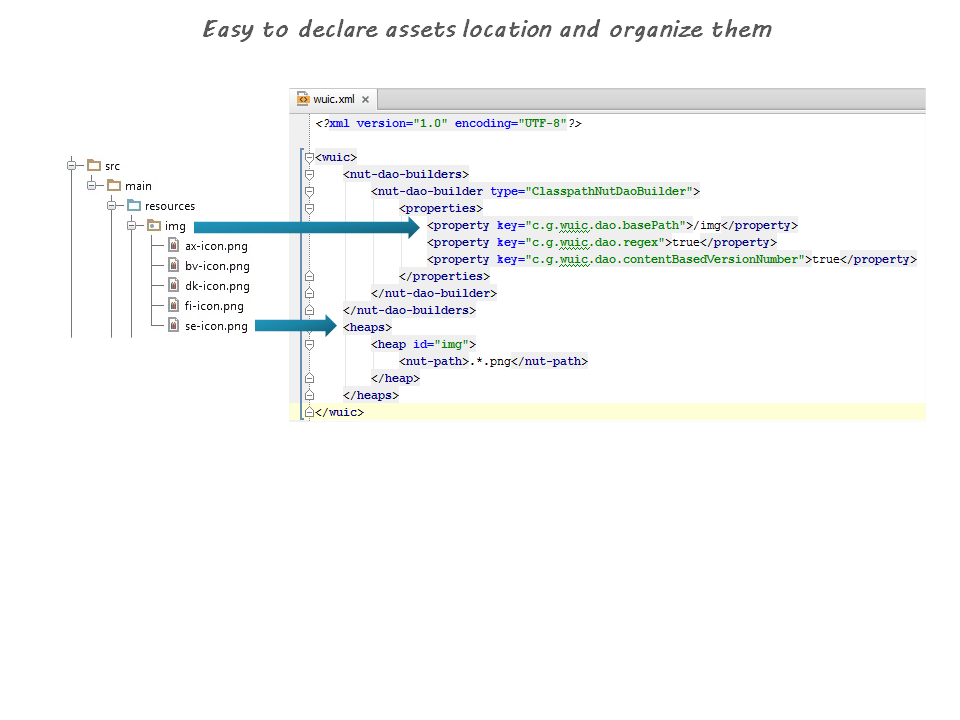 Easy to declare assets location and organize them
wuic.xml
<?xml version="1.0" encoding="UTF-8"?>
<wuic>
<nut-dao-builders>
<nut-dao-builder type="ClasspathNutDaoBuilder">
<properties>
<property key="c.g.wuic.dao.basePath">/img</property>
<property key="c.g.wuic.dao.regex">true</property>
<property key="c.g.wuic.dao.contentBasedVersionNumber">true</property>
</properties>
</nut-dao-builder>
</nut-dao-builders>
<heaps>
<heap id="img">
<nut-path>.*.png</nut-path>
</heap>
</heaps>
</wuic>
src
main
resources
img
ax-icon.png
bv-icon.png
dk-icon.png
fi-icon.png
se-icon.png